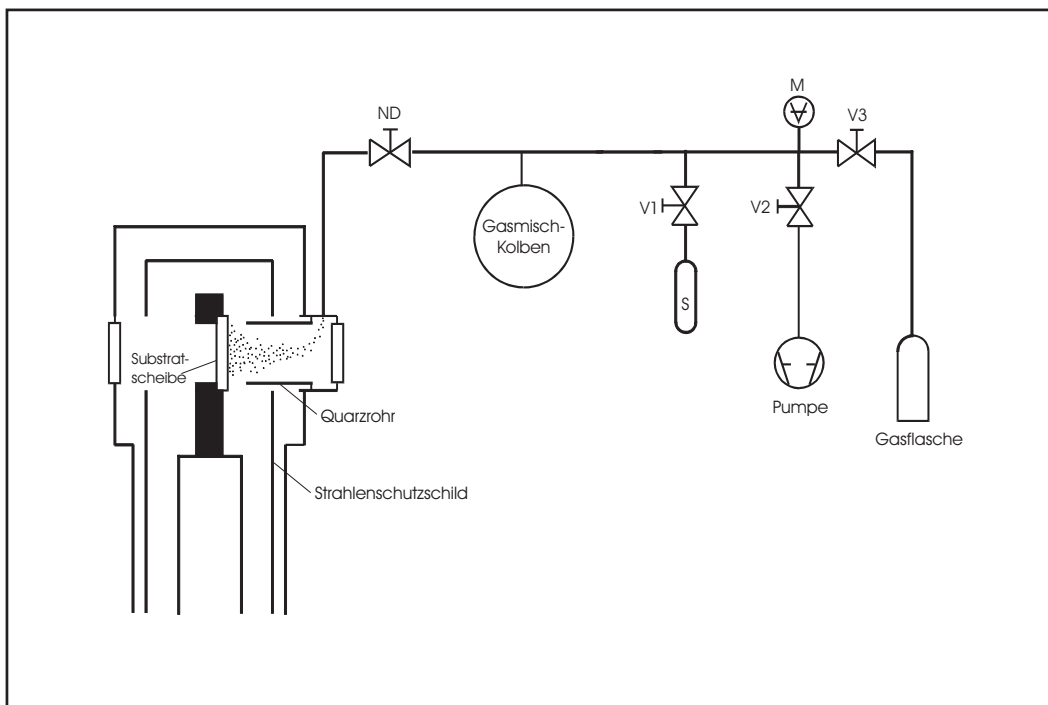 M
ND
V3
V1
V2
Gasmisch-
Kolben
S
Substrat-
scheibe
Quarzrohr
Pumpe
Gasflasche
Strahlenschutzschild